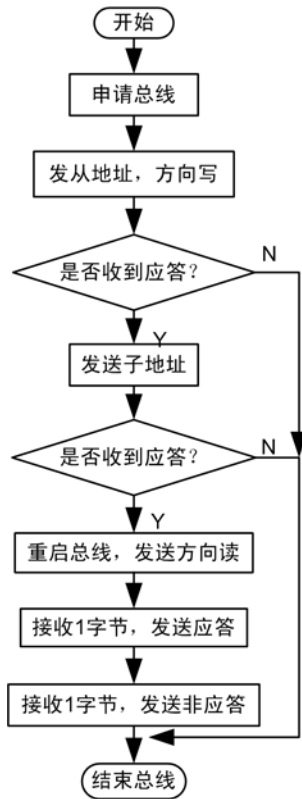 开始
申请总线
发从地址，方向写
是否收到应答？
N
Y
发送子地址
是否收到应答？
N
Y
重启总线，发送方向读
接收1字节，发送应答
接收1字节，发送非应答
结束总线